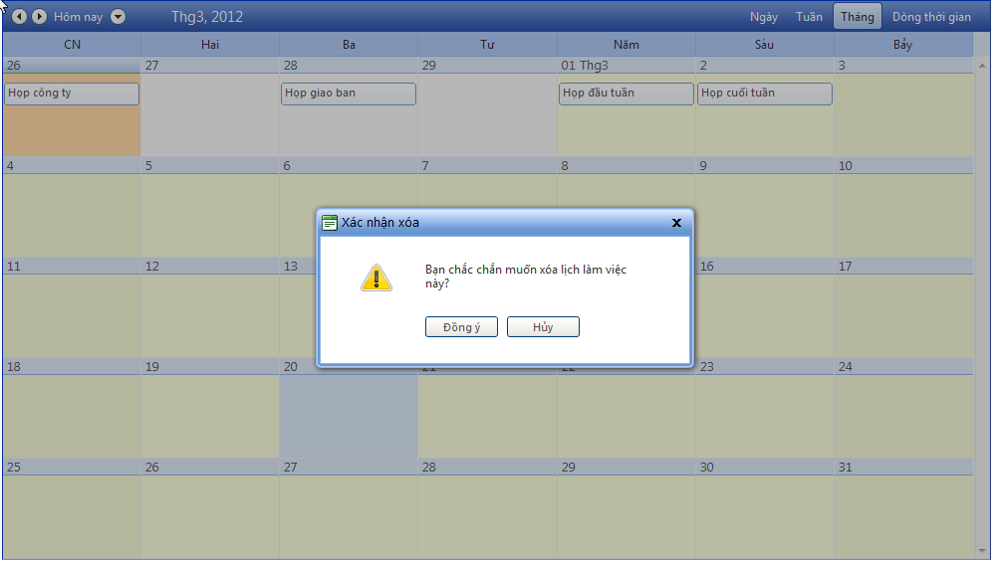 Hôm nay Thg3, 2012 Ngày Tuần Tháng Dòng thời gian
CN Hai Ba Tư Năm Sáu Bẩy
26 27 28 29 01 Thg3 2 3
Họp công ty Họp giao ban Họp đầu tuần Họp cuối tuần
4 5 6 7 8 9 10
Xác nhận xóa
11 12 13 16 17
Bạn chắc chắn muốn xóa lịch làm việc
này?
Đồng ý Hủy
18 19 20 21 22 23 24
25 26 27 28 29 30 31